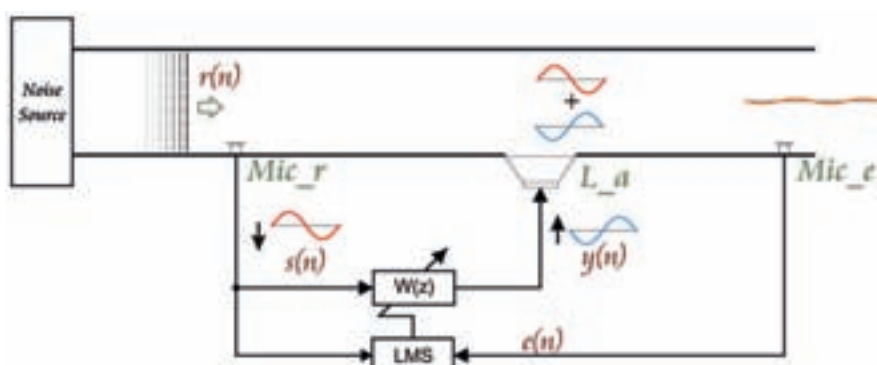 Noise
Source
r(n)
+
Mic_r
L_a
Mic_e
s(n)
y(n)
W(z)
e(n)
LMS